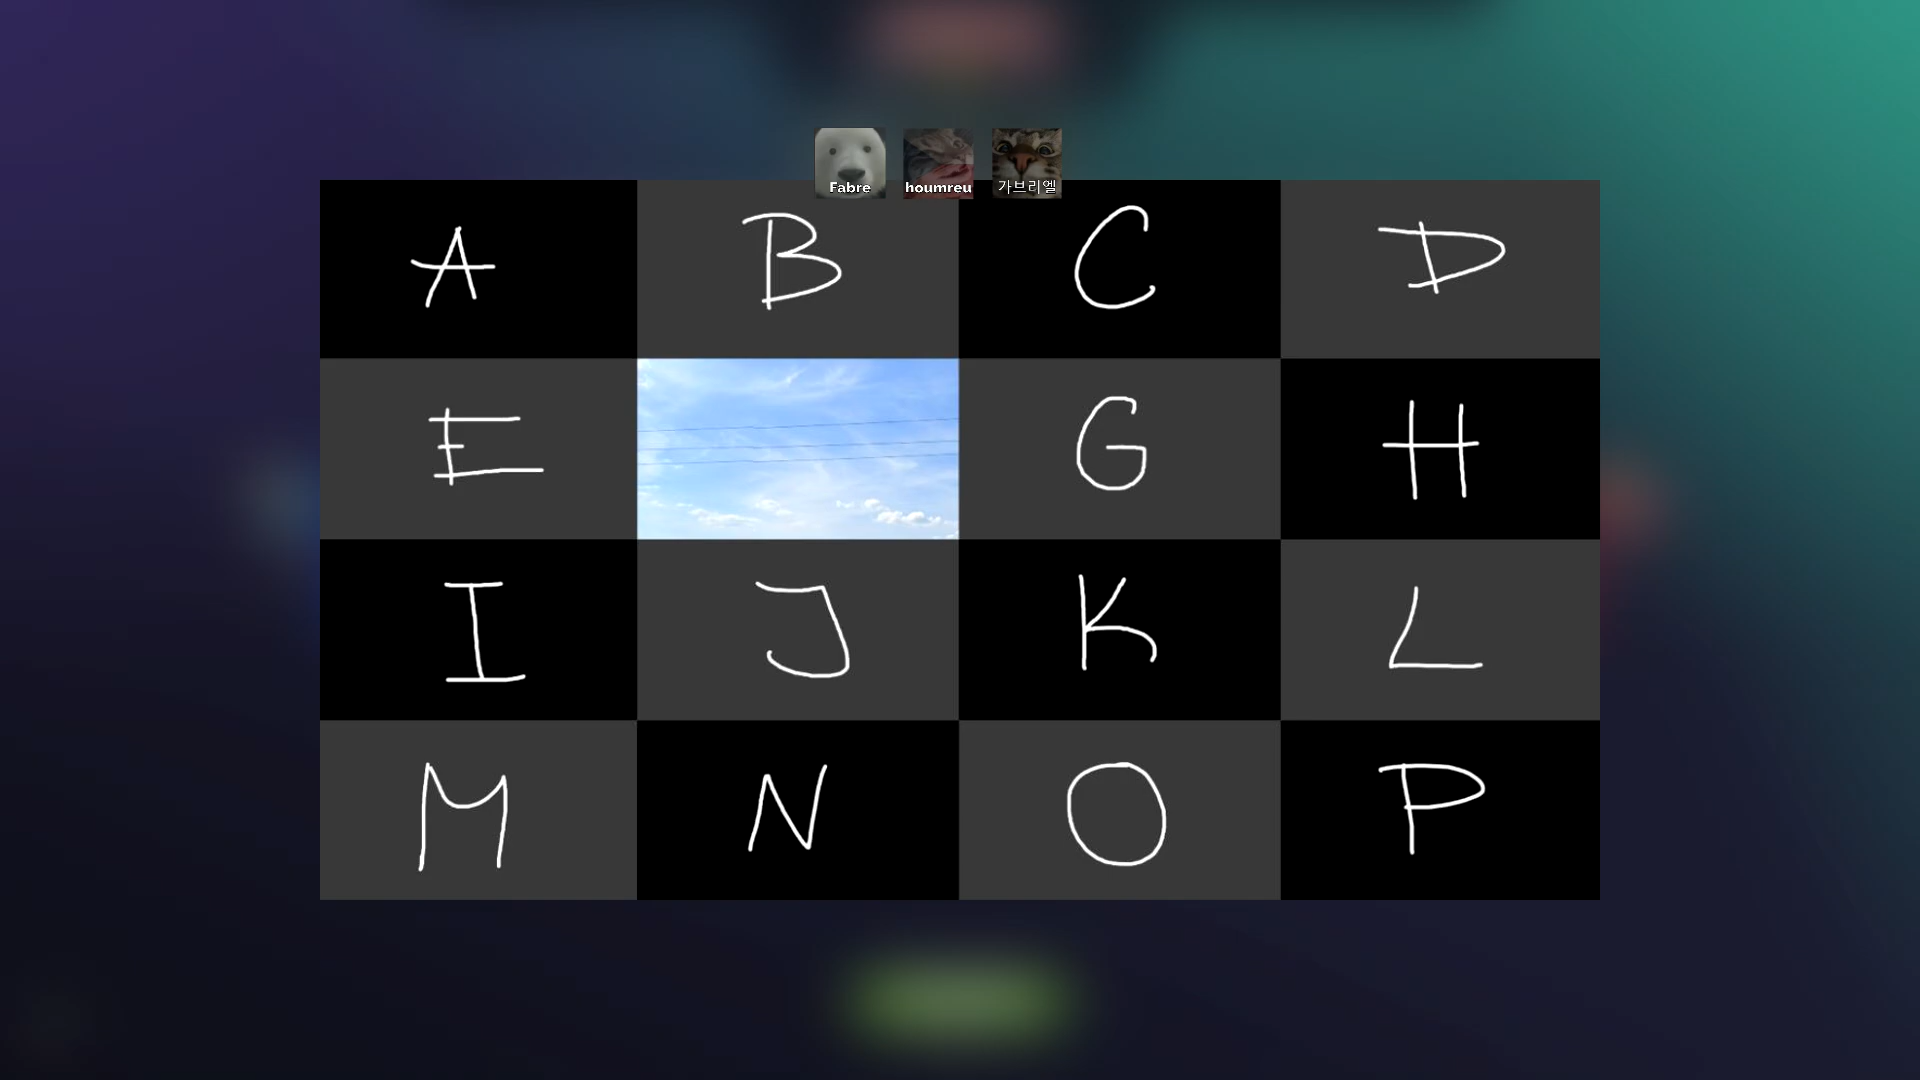 Fabre houmreu 가브리엘
A B C D
E G H
I J K L
M N O P